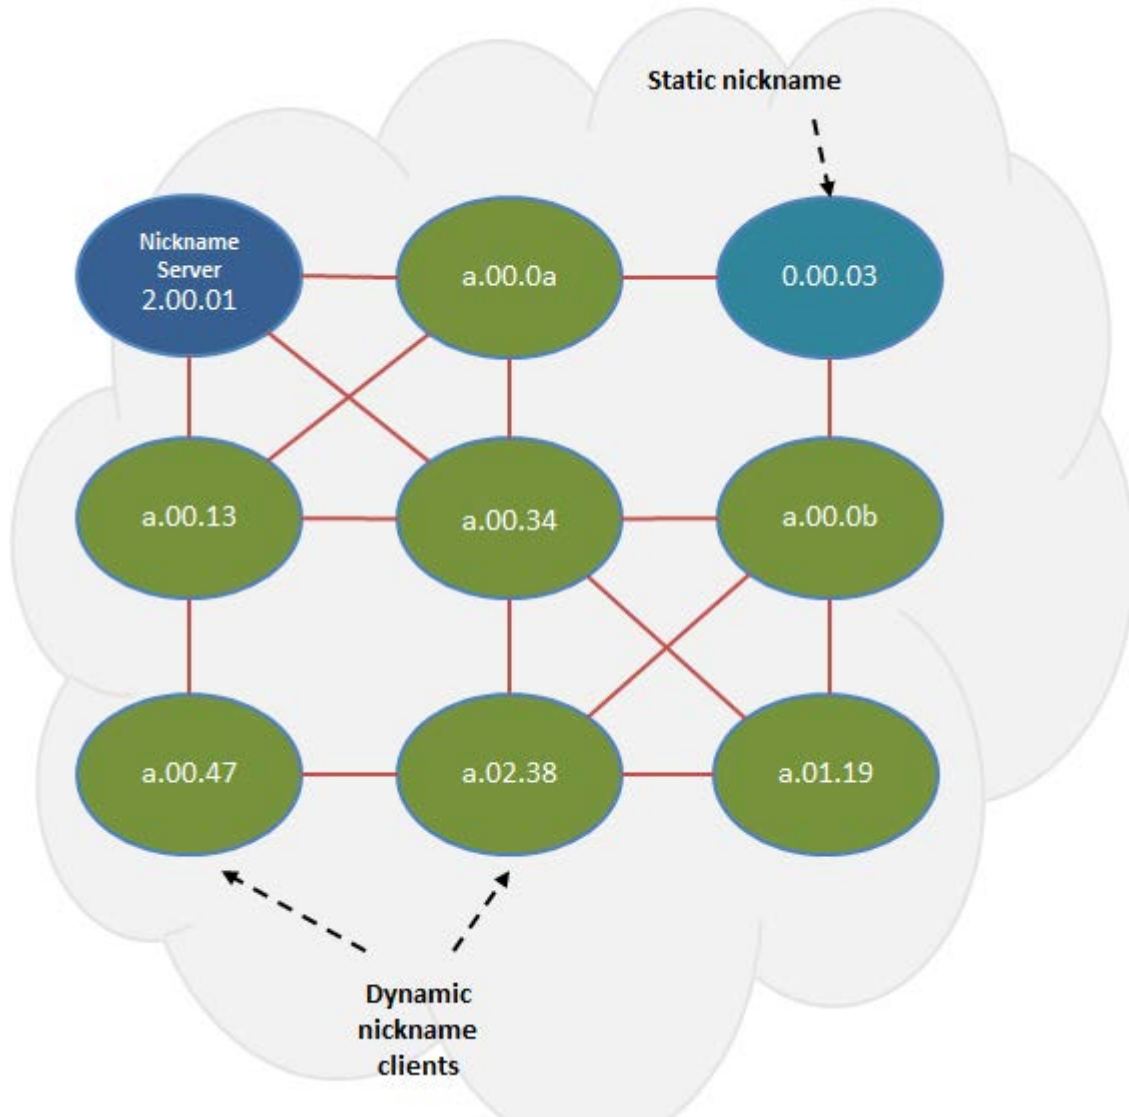 Static nickname
Nickname
Server
2.00.01
a.00.0a
0.00.03
a.00.13
a.00.34
a.00.0b
a.00.47
a.02.38
a.01.19
Dynamic
nickname
clients